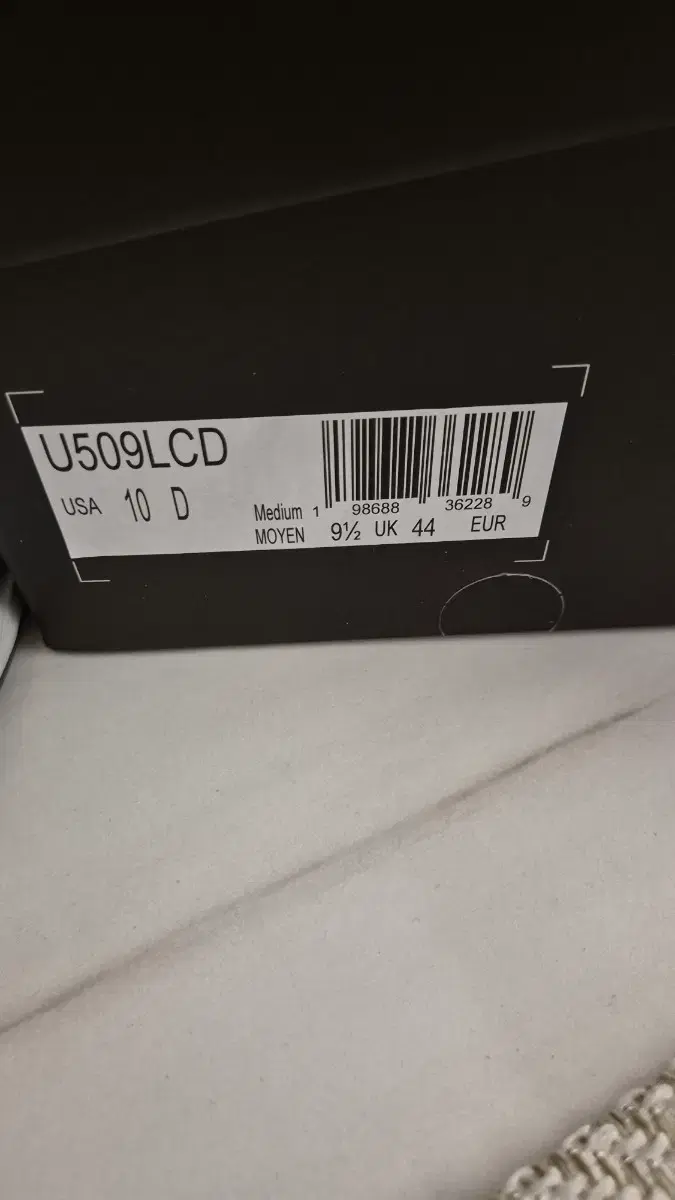 U509LCD
USA 10 D
Medium 1 98688 36228 9
MOYEN 9½ UK 44 EUR